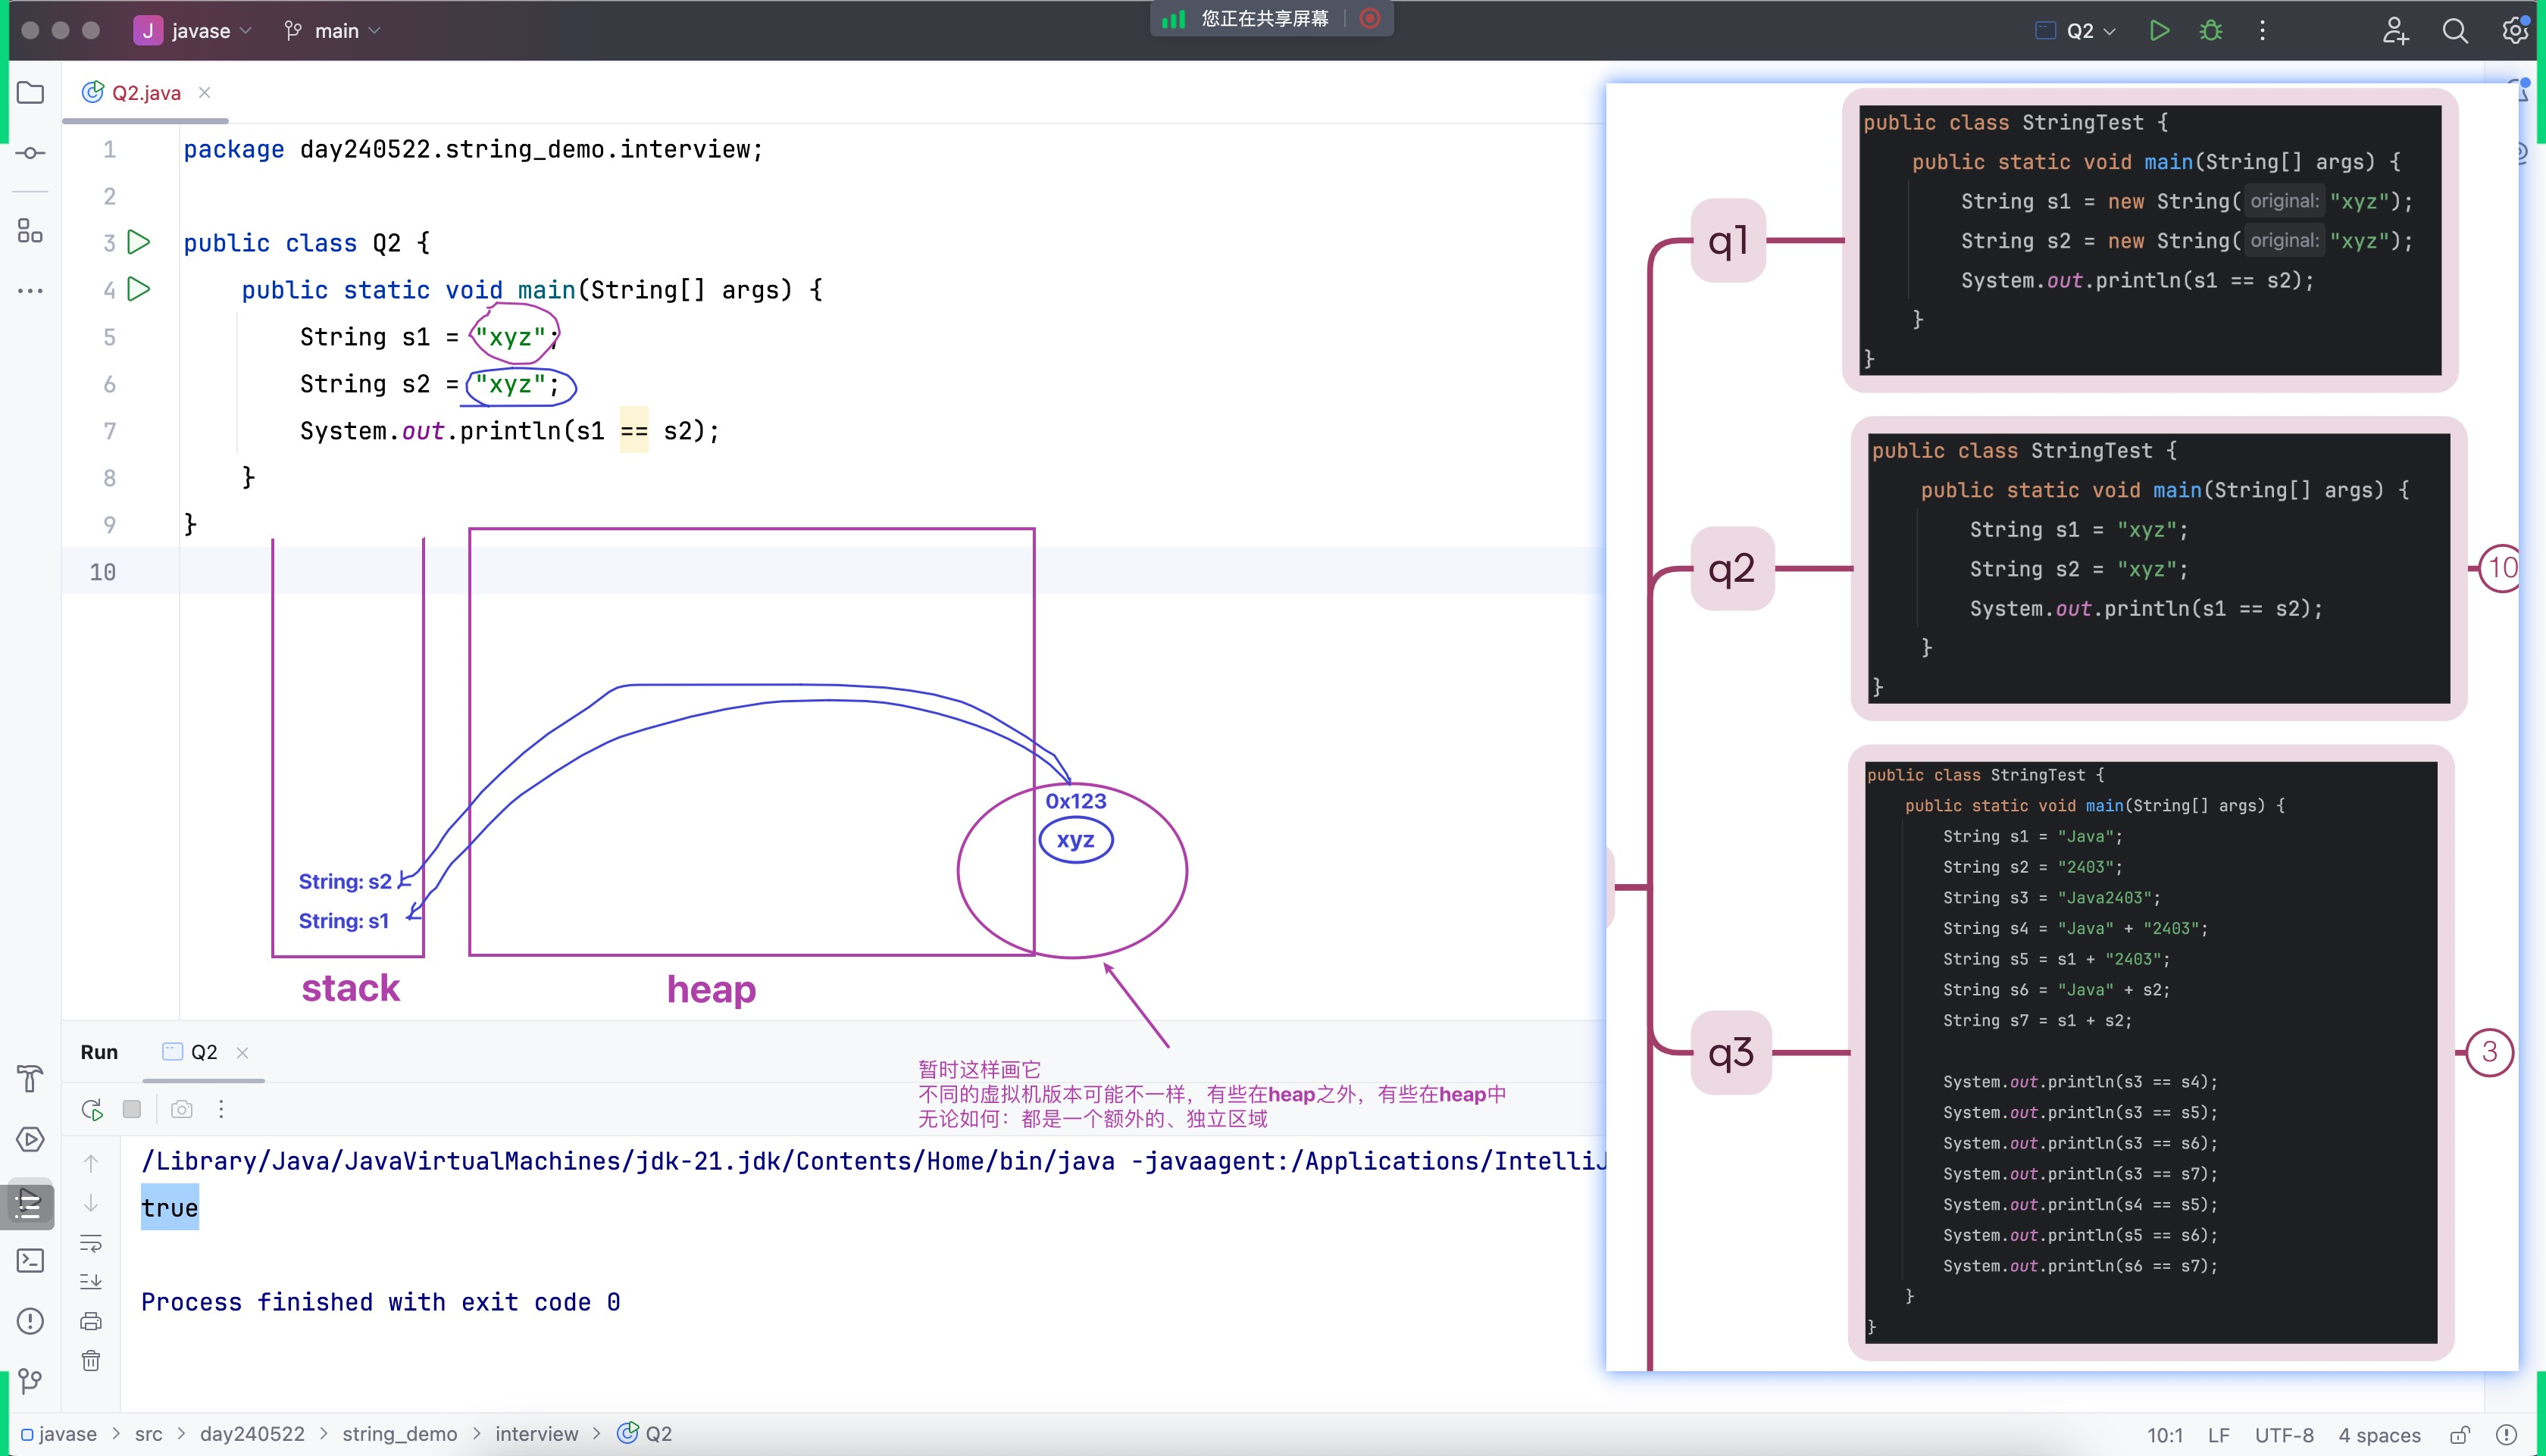 javase
main
您正在共享屏幕
Q2
Q2.java
1 package day240522.string_demo.interview;
2
3 public class Q2 {
4 public static void main(String[] args) {
5 String s1 = "xyz";
6 String s2 = "xyz";
7 System.out.println(s1 == s2);
8 }
9 }
10
0x123
xyz
String: s2
String: s1
stack
heap
暂时这样画它
不同的虚拟机版本可能不一样，有些在heap之外，有些在heap中
无论如何：都是一个额外的、独立区域
q1
public class StringTest {
public static void main(String[] args) {
String s1 = new String( original: "xyz");
String s2 = new String( original: "xyz");
System.out.println(s1 == s2);
}
}
q2
public class StringTest {
public static void main(String[] args) {
String s1 = "xyz";
String s2 = "xyz";
System.out.println(s1 == s2);
}
}
10
q3
public class StringTest {
public static void main(String[] args) {
String s1 = "Java";
String s2 = "2403";
String s3 = "Java2403";
String s4 = "Java" + "2403";
String s5 = s1 + "2403";
String s6 = "Java" + s2;
String s7 = s1 + s2;
System.out.println(s3 == s4);
System.out.println(s3 == s5);
System.out.println(s3 == s6);
System.out.println(s3 == s7);
System.out.println(s4 == s5);
System.out.println(s5 == s6);
System.out.println(s6 == s7);
}
}
3
Run Q2
/Library/Java/JavaVirtualMachines/jdk-21.jdk/Contents/Home/bin/java -javaagent:/Applications/IntelliJ
true
Process finished with exit code 0
javase > src > day240522 > string_demo > interview > Q2
10:1 LF UTF-8 4 spaces